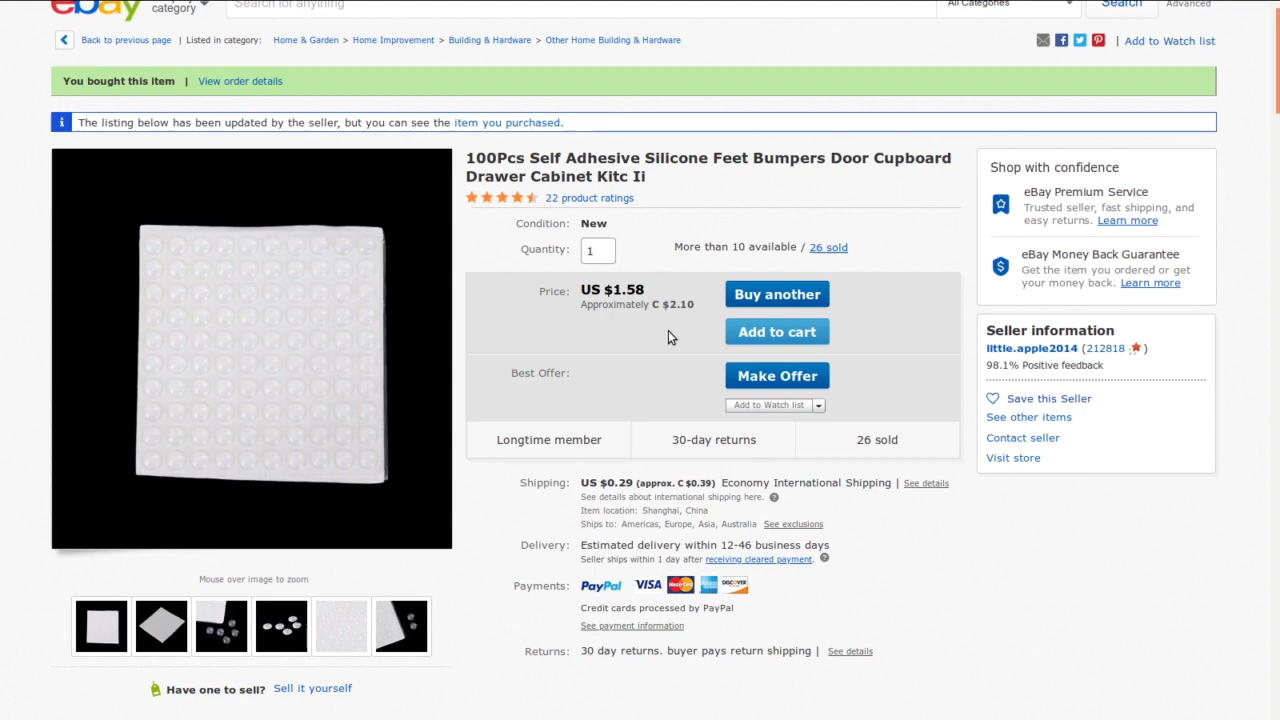 ebay
category
Search for anything
All Categories
Search
Advanced
Back to previous page | Listed in category: Home & Garden > Home Improvement > Building & Hardware > Other Home Building & Hardware
| Add to Watch list
You bought this item | View order details
The listing below has been updated by the seller, but you can see the item you purchased.
100Pcs Self Adhesive Silicone Feet Bumpers Door Cupboard
Drawer Cabinet Kitc Ii
22 product ratings
Condition: New
Quantity: 1
More than 10 available / 26 sold
Price: US $1.58
Approximately C $2.10
Buy another
Add to cart
Best Offer:
Make Offer
Add to Watch list
Longtime member
30-day returns
26 sold
Shipping: US $0.29 (approx. C $0.39) Economy International Shipping | See details
See details about international shipping here. ?
Item location: Shanghai, China
Ships to: Americas, Europe, Asia, Australia See exclusions
Delivery: Estimated delivery within 12-46 business days
Seller ships within 1 day after receiving cleared payment. ?
Payments: PayPal VISA MasterCard DISCOVER
Credit cards processed by PayPal
See payment information
Returns: 30 day returns. buyer pays return shipping | See details
Shop with confidence
eBay Premium Service
Trusted seller, fast shipping, and
easy returns. Learn more
eBay Money Back Guarantee
Get the item you ordered or get
your money back. Learn more
Seller information
little.apple2014 (212818 )
98.1% Positive feedback
Save this Seller
See other items
Contact seller
Visit store
Mouse over image to zoom
Have one to sell? Sell it yourself